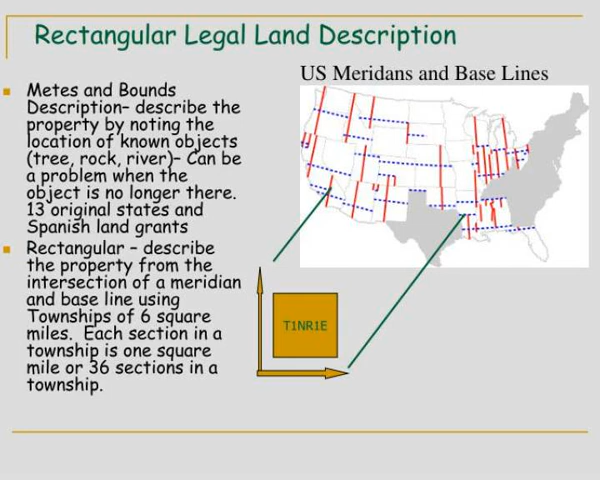 Rectangular Legal Land Description
US Meridans and Base Lines
Metes and Bounds
Description– describe the
property by noting the
location of known objects
(tree, rock, river)– Can be
a problem when the
object is no longer there.
13 original states and
Spanish land grants
Rectangular – describe
the property from the
intersection of a meridian
and base line using
Townships of 6 square
miles. Each section in a
township is one square
mile or 36 sections in a
township.
T1NR1E